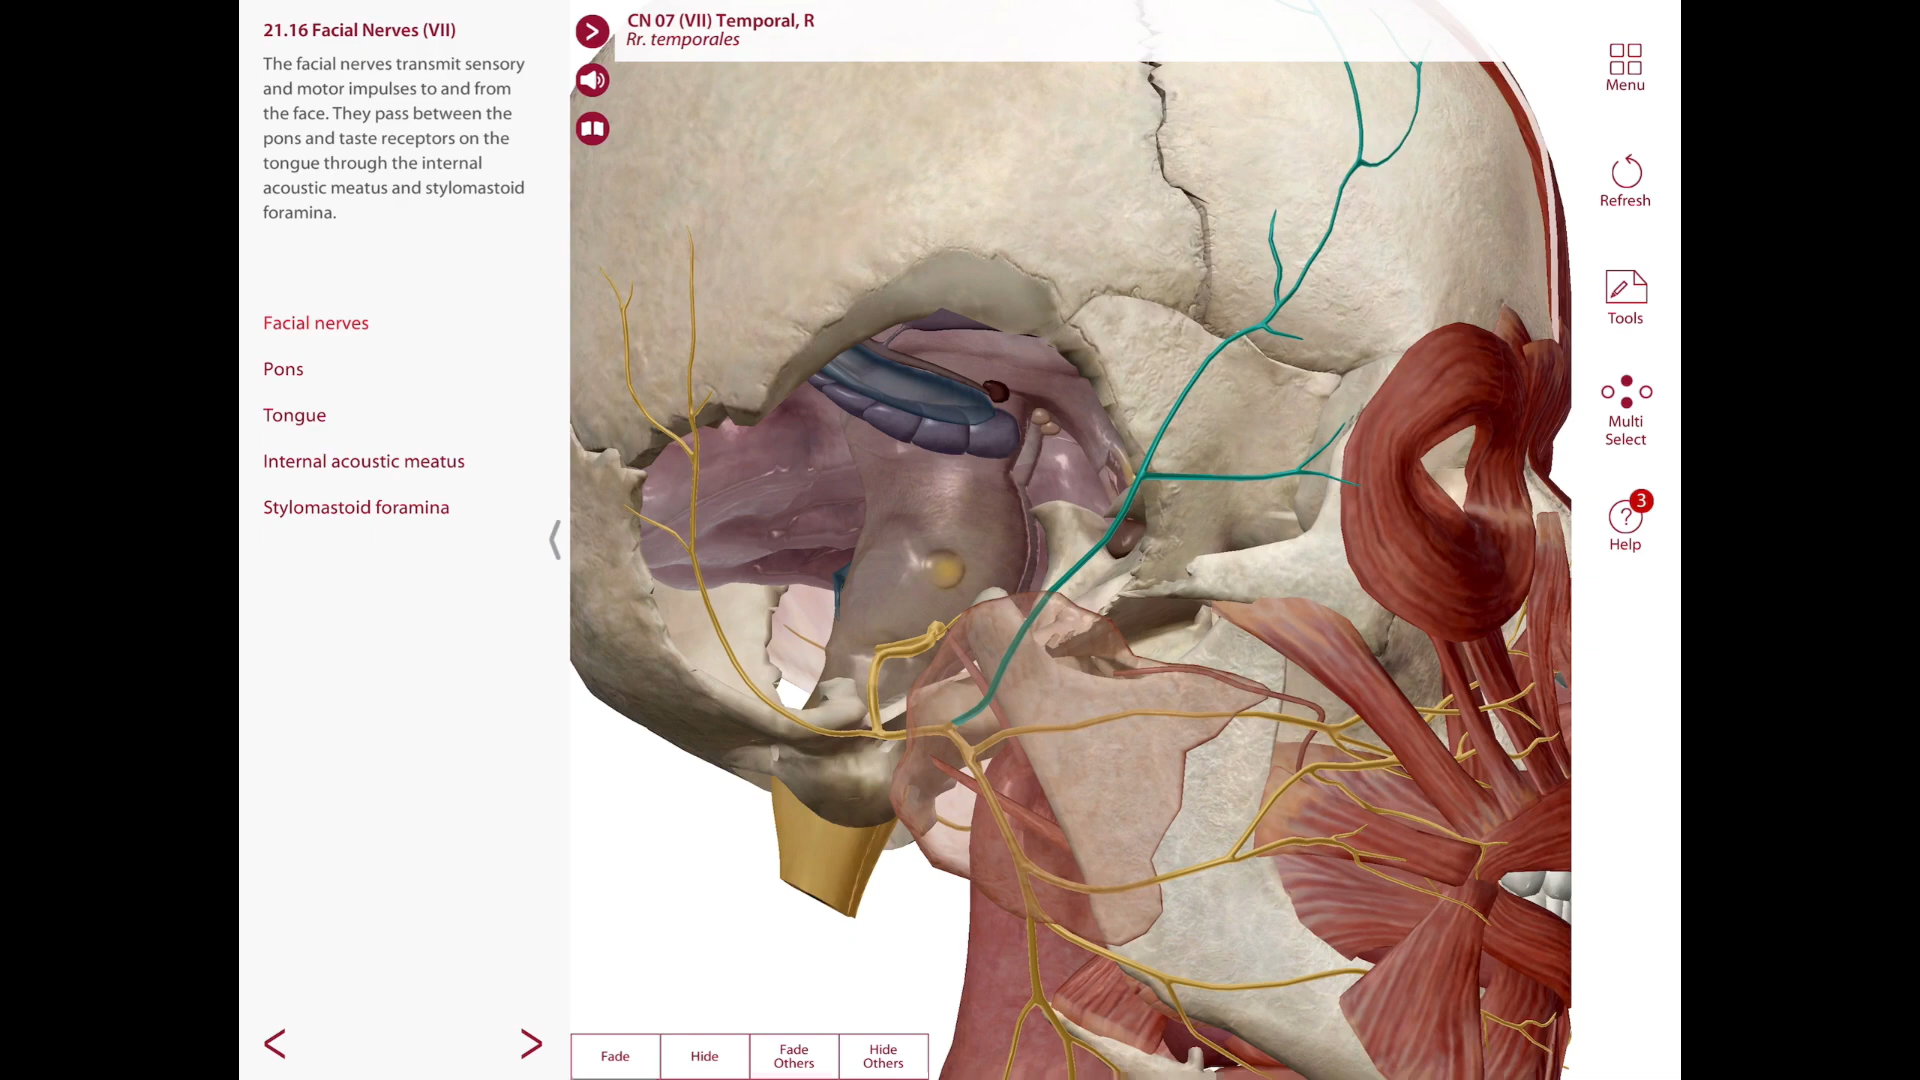 21.16 Facial Nerves (VII)
The facial nerves transmit sensory
and motor impulses to and from
the face. They pass between the
pons and taste receptors on the
tongue through the internal
acoustic meatus and stylomastoid
foramina.
Facial nerves
Pons
Tongue
Internal acoustic meatus
Stylomastoid foramina
CN 07 (VII) Temporal, R
Rr. temporales
Fade
Hide
Fade
Others
Hide
Others
Menu
Refresh
Tools
Multi
Select
3
?
Help